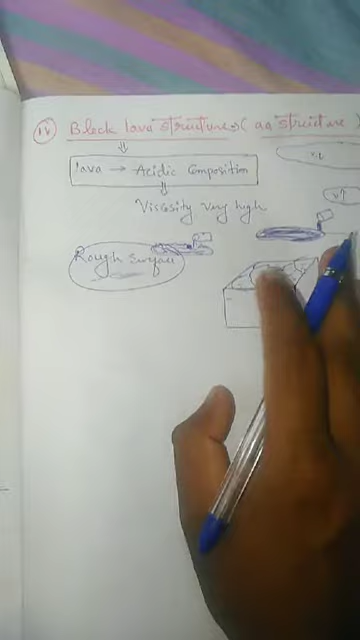 iv Block lava structures (aa structure)
lava → Acidic Composition
Viscosity very high
Rough Surface